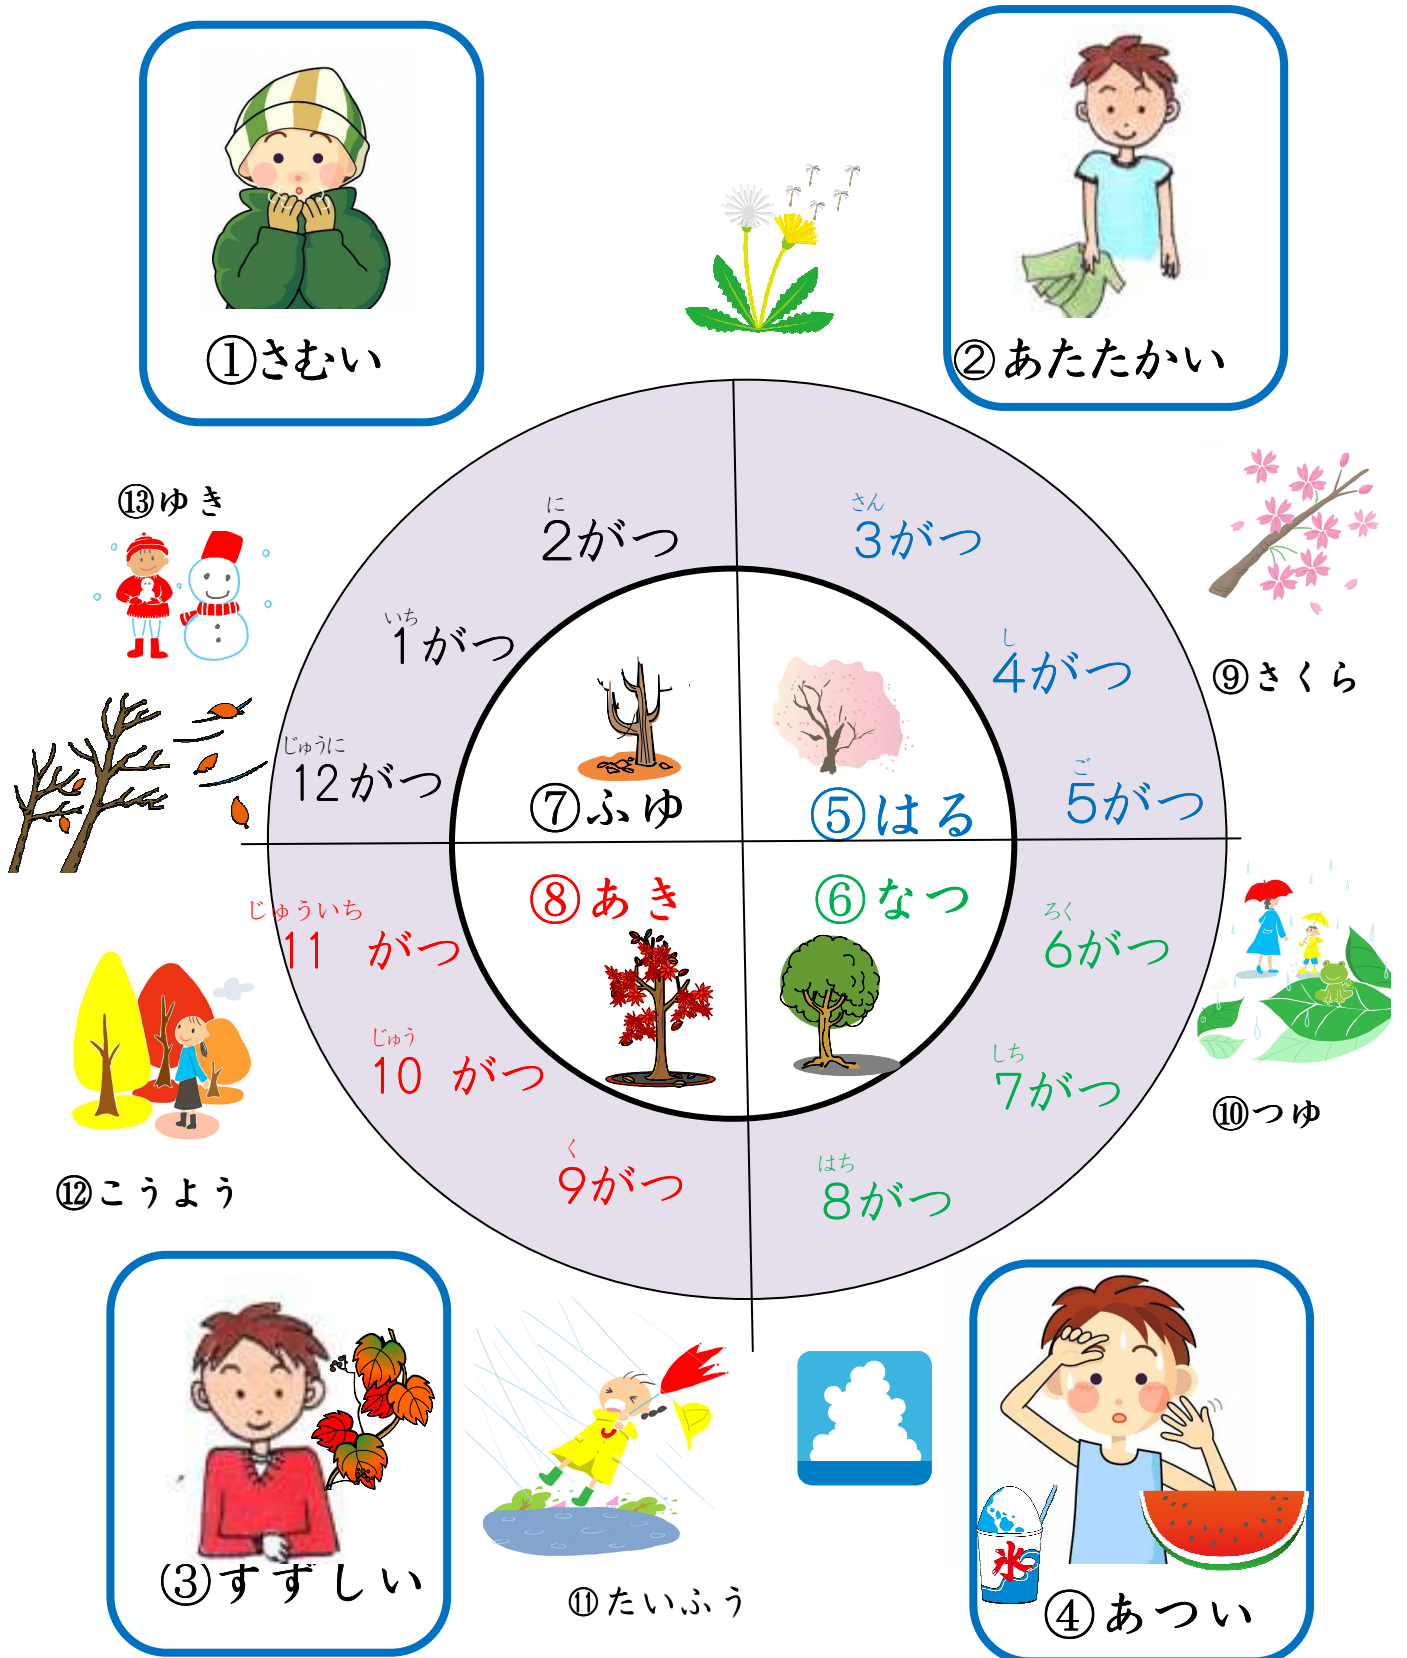 ①さむい
②あたたかい
⑬ゆき
に
2がつ
さん
3がつ
いち
1がつ
し
4がつ
⑨さくら
じゅうに
12がつ
ご
5がつ
⑦ふゆ
⑤はる
⑧あき
⑥なつ
じゅういち
11 がつ
ろく
6がつ
じゅう
10 がつ
しち
7がつ
⑩つゆ
く
9がつ
はち
8がつ
⑫こうよう
③すずしい
⑪たいふう
氷
④あつい